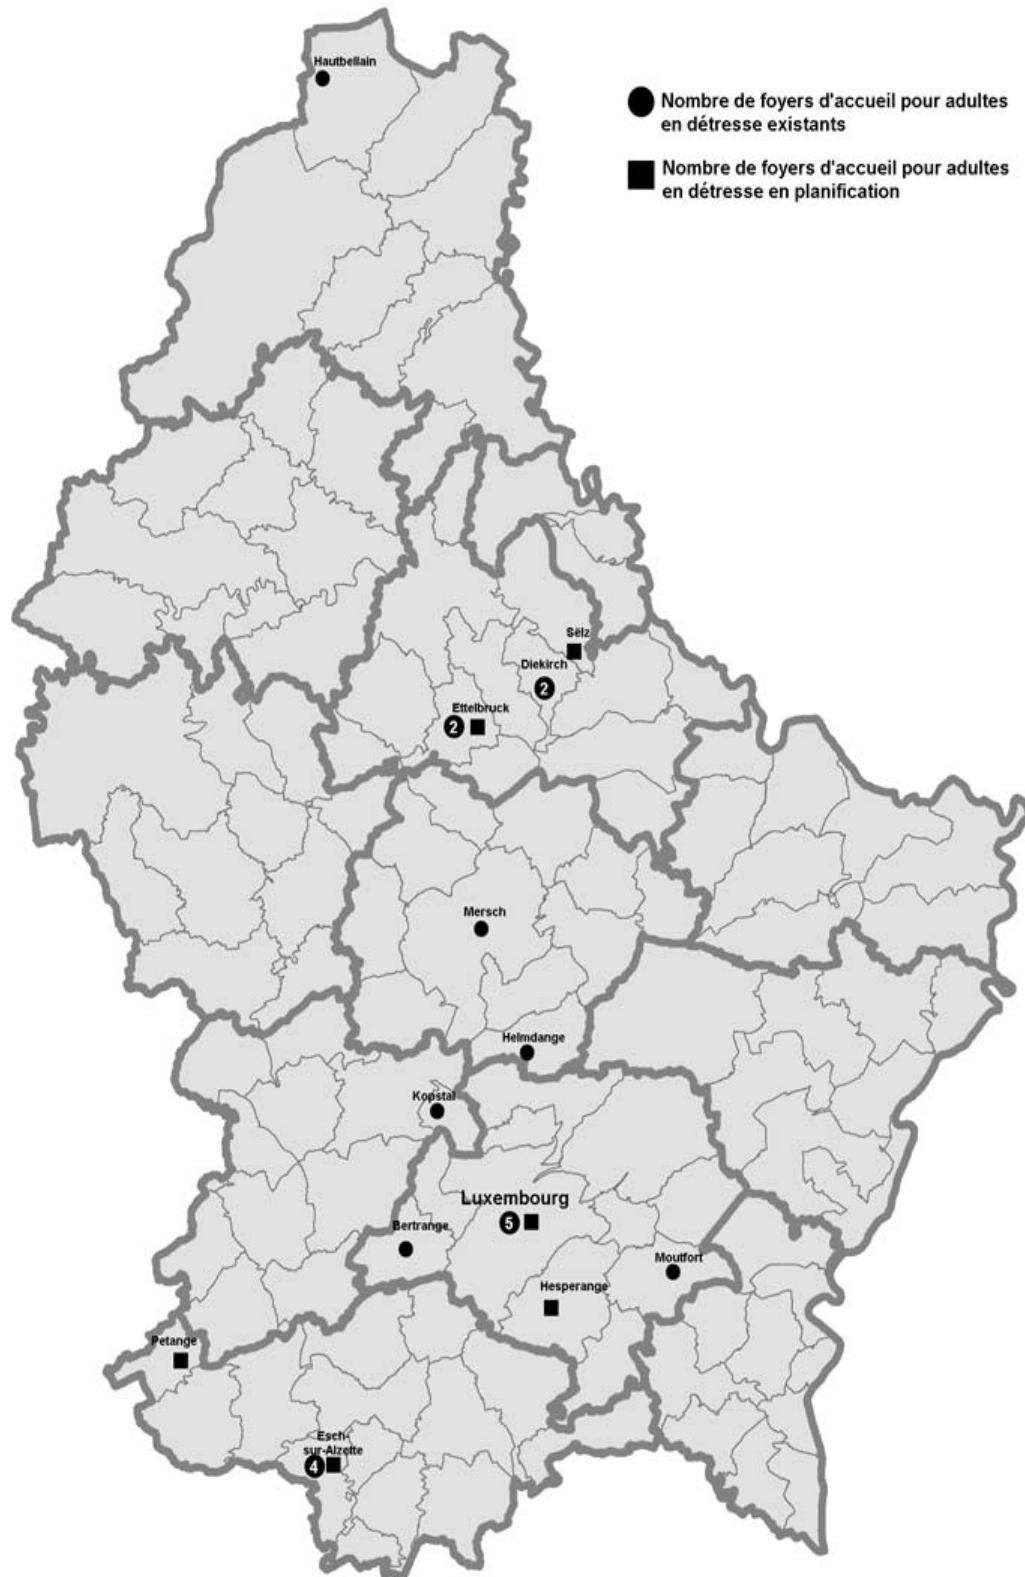 Hautbellain
Nombre de foyers d'accueil pour adultes
en détresse existants
Nombre de foyers d'accueil pour adultes
en détresse en planification
Sëlz
Diekirch
2
Ettelbruck
2
Mersch
Helmdange
Kopstal
Luxembourg
5
Bertrange
Moutfort
Hesperange
Petange
Esch-
sur-Alzette
4